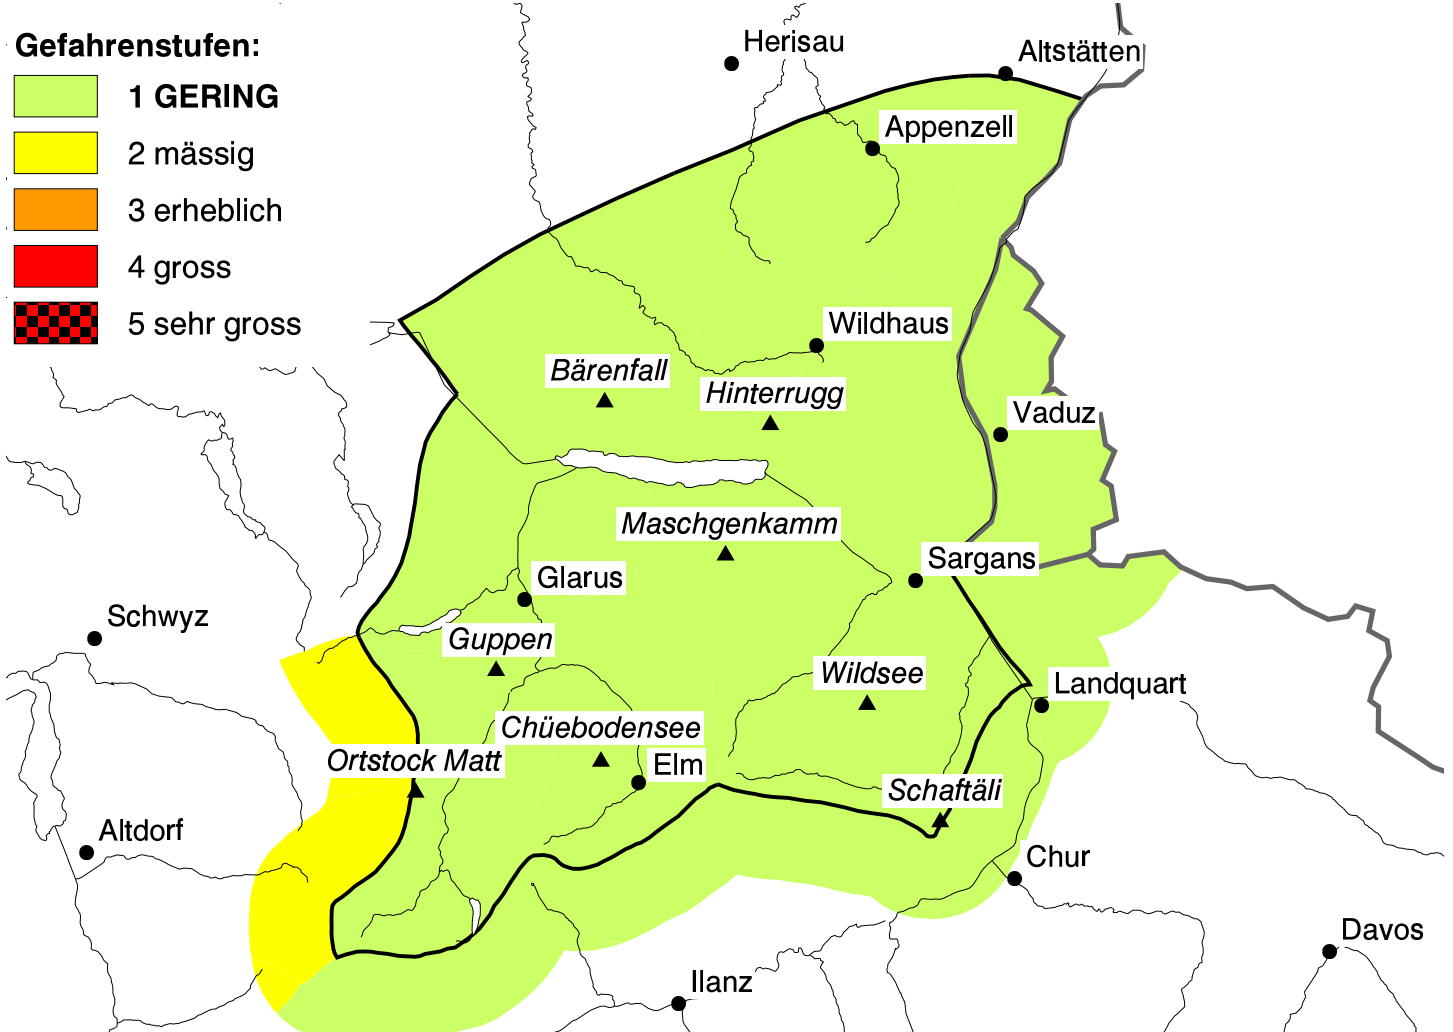 Gefahrenstufen:
1 GERING
2 mässig
3 erheblich
4 gross
5 sehr gross
Herisau
Altstätten
Appenzell
Wildhaus
Bärenfall
Hinterrugg
Vaduz
Maschgenkamm
Sargans
Glarus
Schwyz
Guppen
Wildsee
Landquart
Chüebodensee
Ortstock Matt
Elm
Schaftäli
Altdorf
Chur
Davos
Ilanz